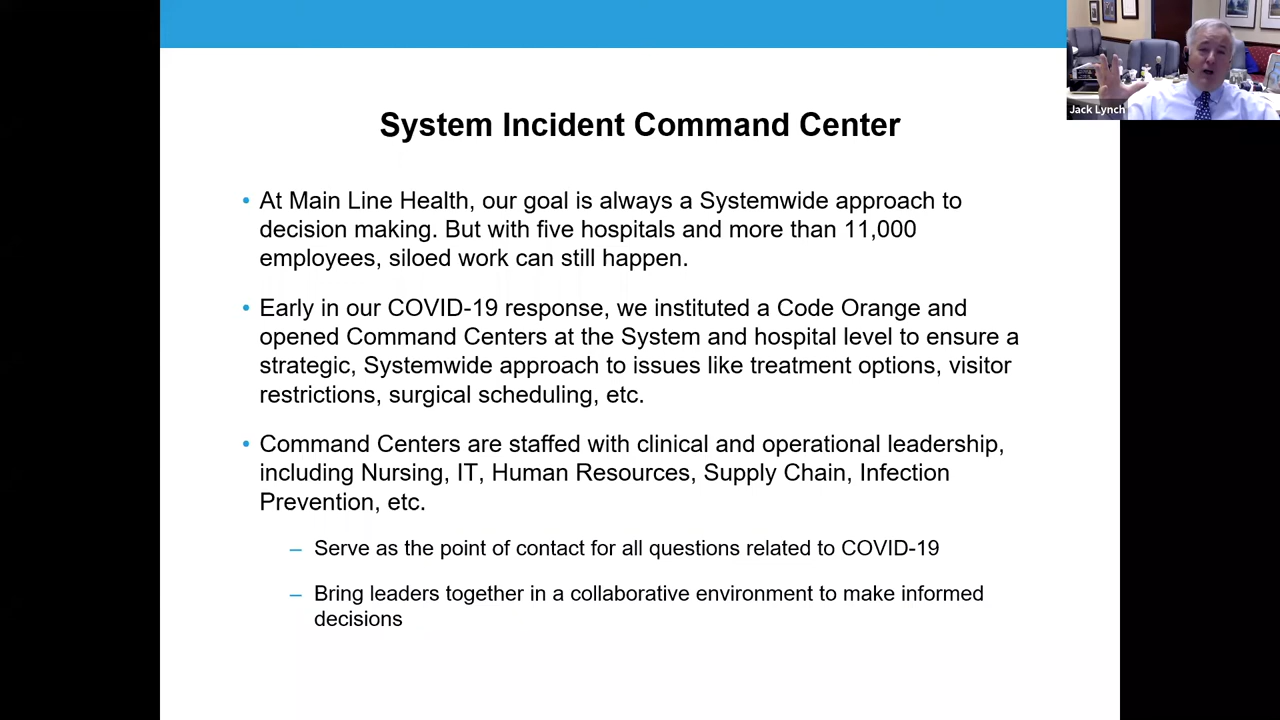 System Incident Command Center
Jack Lynch
• At Main Line Health, our goal is always a Systemwide approach to
decision making. But with five hospitals and more than 11,000
employees, siloed work can still happen.
• Early in our COVID-19 response, we instituted a Code Orange and
opened Command Centers at the System and hospital level to ensure a
strategic, Systemwide approach to issues like treatment options, visitor
restrictions, surgical scheduling, etc.
• Command Centers are staffed with clinical and operational leadership,
including Nursing, IT, Human Resources, Supply Chain, Infection
Prevention, etc.
– Serve as the point of contact for all questions related to COVID-19
– Bring leaders together in a collaborative environment to make informed
decisions